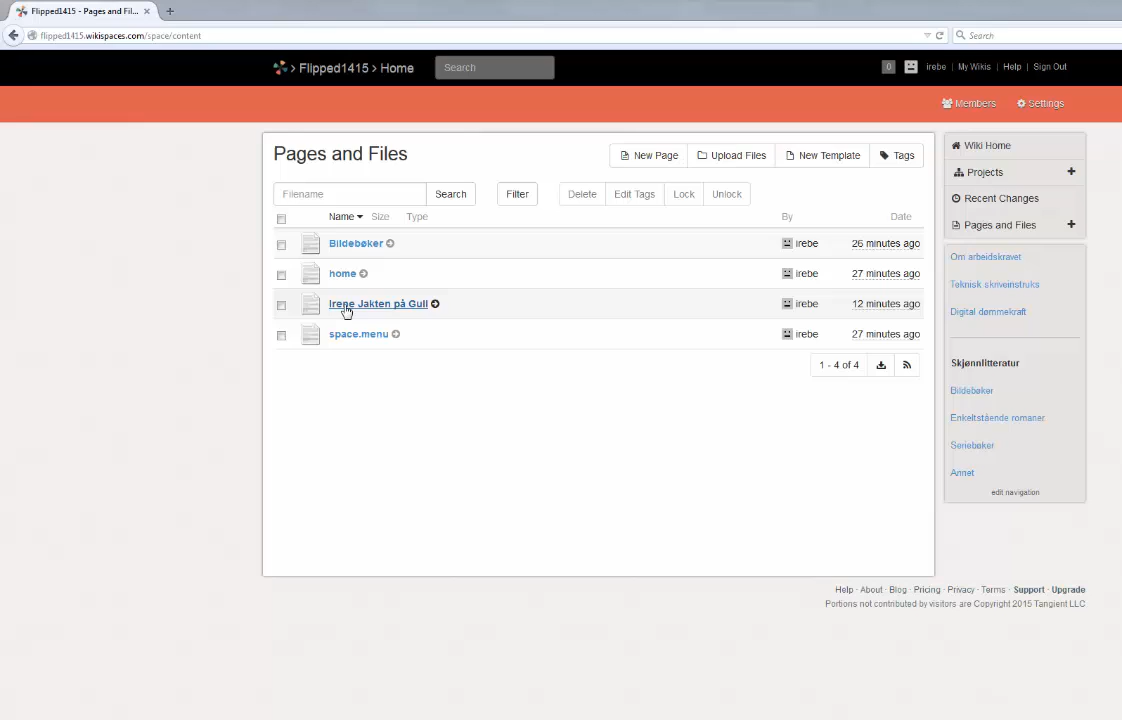 Flipped1415 - Pages and Fil...
flipped1415.wikispaces.com/space/content
Search
Flipped1415 > Home
Search
0 irebe | My Wikis | Help | Sign Out
Members Settings
Pages and Files
New Page Upload Files New Template Tags
Filename Search Filter Delete Edit Tags Lock Unlock
Name Size Type By Date
Bildebøker irebe 26 minutes ago
home irebe 27 minutes ago
Irene Jakten på Gull irebe 12 minutes ago
space.menu irebe 27 minutes ago
1 - 4 of 4
Wiki Home
Projects +
Recent Changes
Pages and Files +
Om arbeidskravet
Teknisk skriveinstruks
Digital dømmekraft
Skjønnlitteratur
Bildebøker
Enkeltstående romaner
Seriebøker
Annet
edit navigation
Help · About · Blog · Pricing · Privacy · Terms · Support · Upgrade
Portions not contributed by visitors are Copyright 2015 Tangient LLC